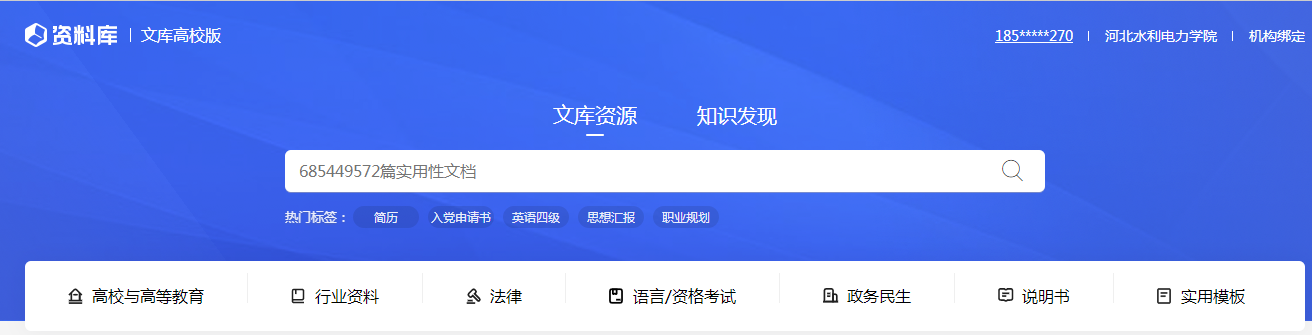 资料库 | 文库高校版
185*****270 | 河北水利电力学院 | 机构绑定
文库资源 知识发现
685449572篇实用性文档
热门标签： 简历 入党申请书 英语四级 思想汇报 职业规划
高校与高等教育 行业资料 法律 语言/资格考试 政务民生 说明书 实用模板